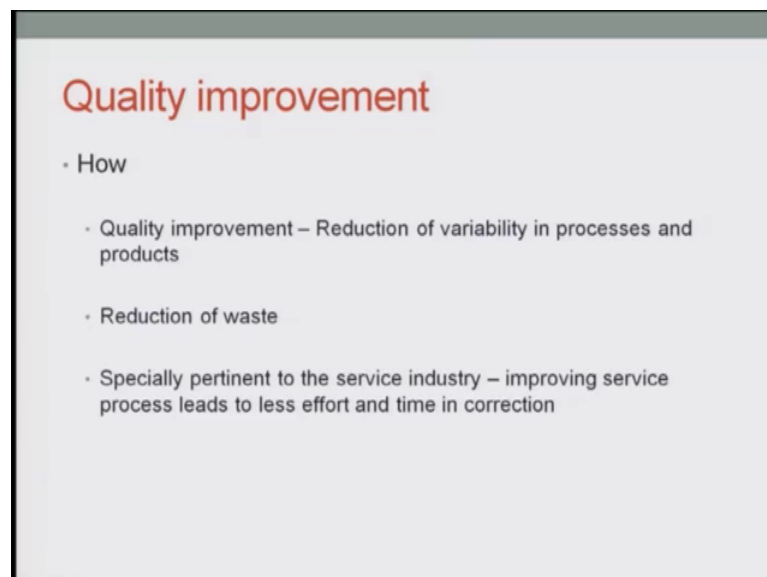 Quality improvement
• How
• Quality improvement – Reduction of variability in processes and
products
• Reduction of waste
• Specially pertinent to the service industry – improving service
process leads to less effort and time in correction